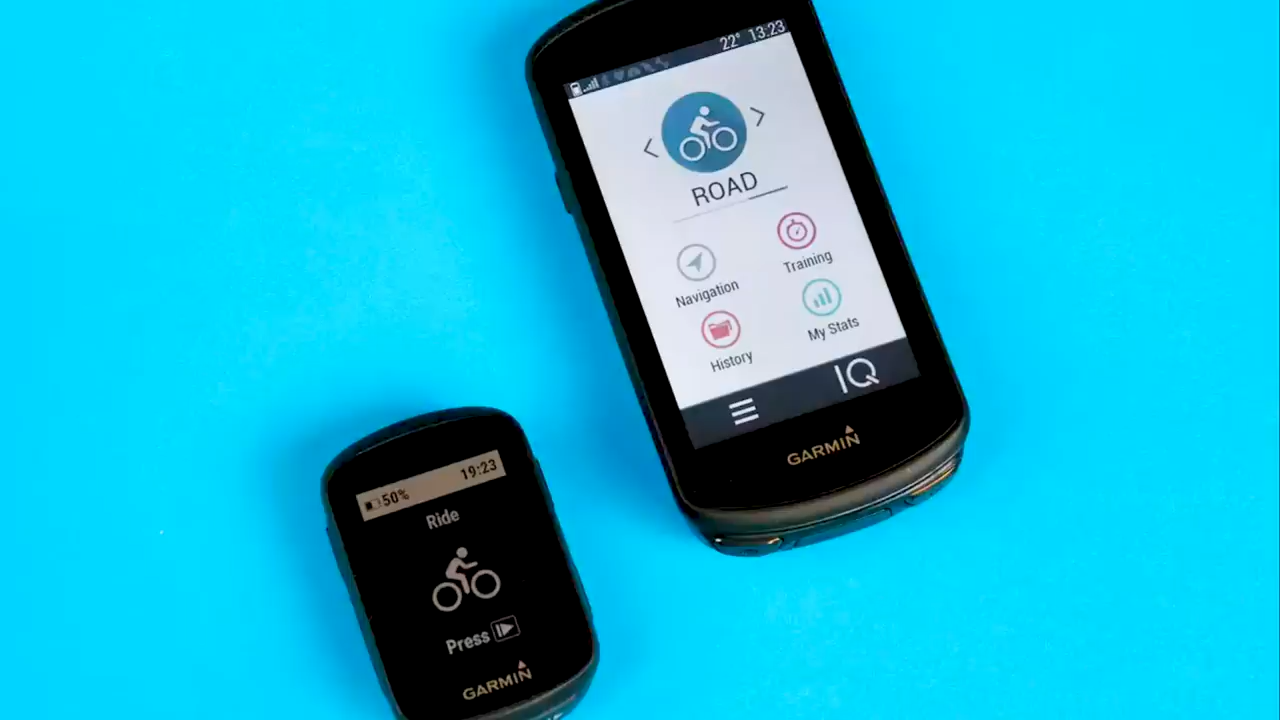 22° 13:23
ROAD
Navigation
Training
History
My Stats
IQ
GARMIN
50% 19:23
Ride
Press
GARMIN